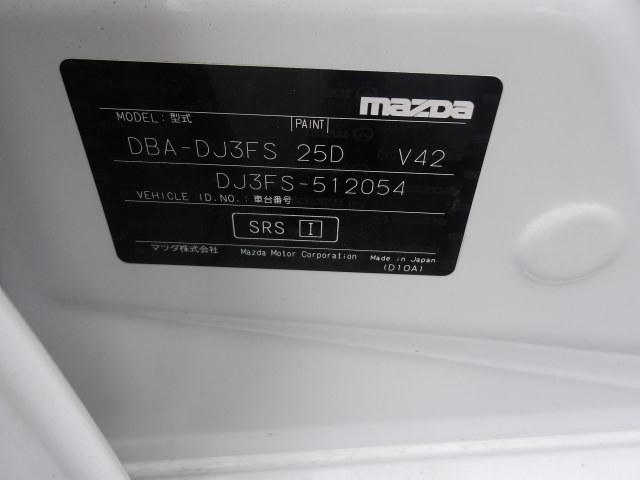 mazda
MODEL:型式 PAINT
DBA-DJ3FS 25D V42
DJ3FS-512054
VEHICLE ID.NO.:車台番号
SRS I
マツダ株式会社 Mazda Motor Corporation Made in Japan
(D10A)